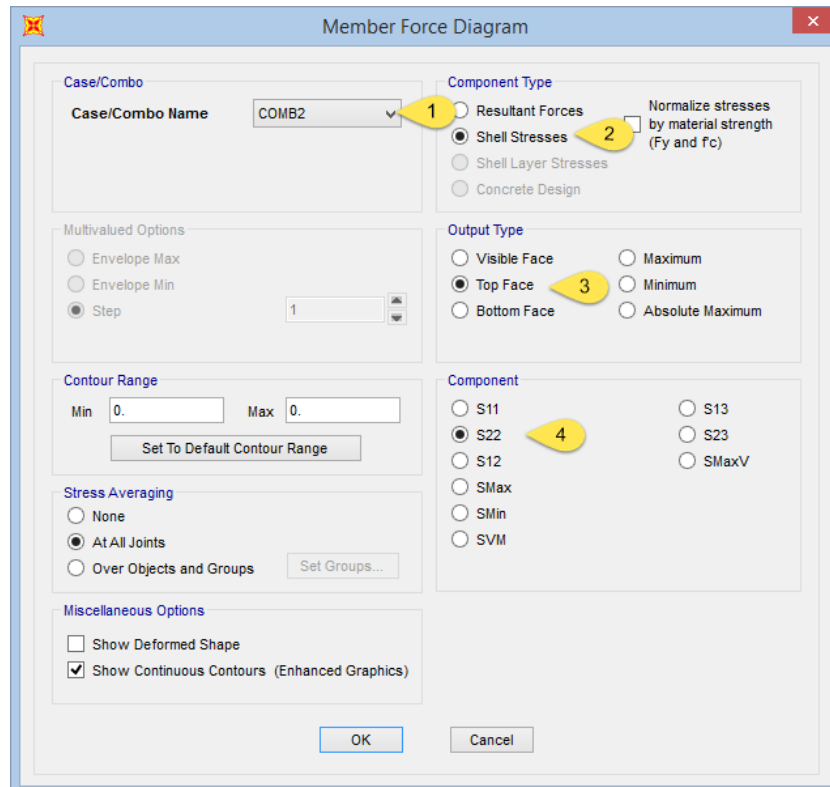 Member Force Diagram
Case/Combo
Case/Combo Name COMB2 1
Component Type
Resultant Forces
Shell Stresses 2
Shell Layer Stresses
Concrete Design
Normalize stresses
by material strength
(Fy and f'c)
Multivalued Options
Envelope Max
Envelope Min
Step 1
Output Type
Visible Face
Top Face 3
Bottom Face
Maximum
Minimum
Absolute Maximum
Contour Range
Min 0. Max 0.
Set To Default Contour Range
Component
S11
S22 4
S12
SMax
SMin
SVM
S13
S23
SMaxV
Stress Averaging
None
At All Joints
Over Objects and Groups Set Groups...
Miscellaneous Options
Show Deformed Shape
Show Continuous Contours (Enhanced Graphics)
OK Cancel